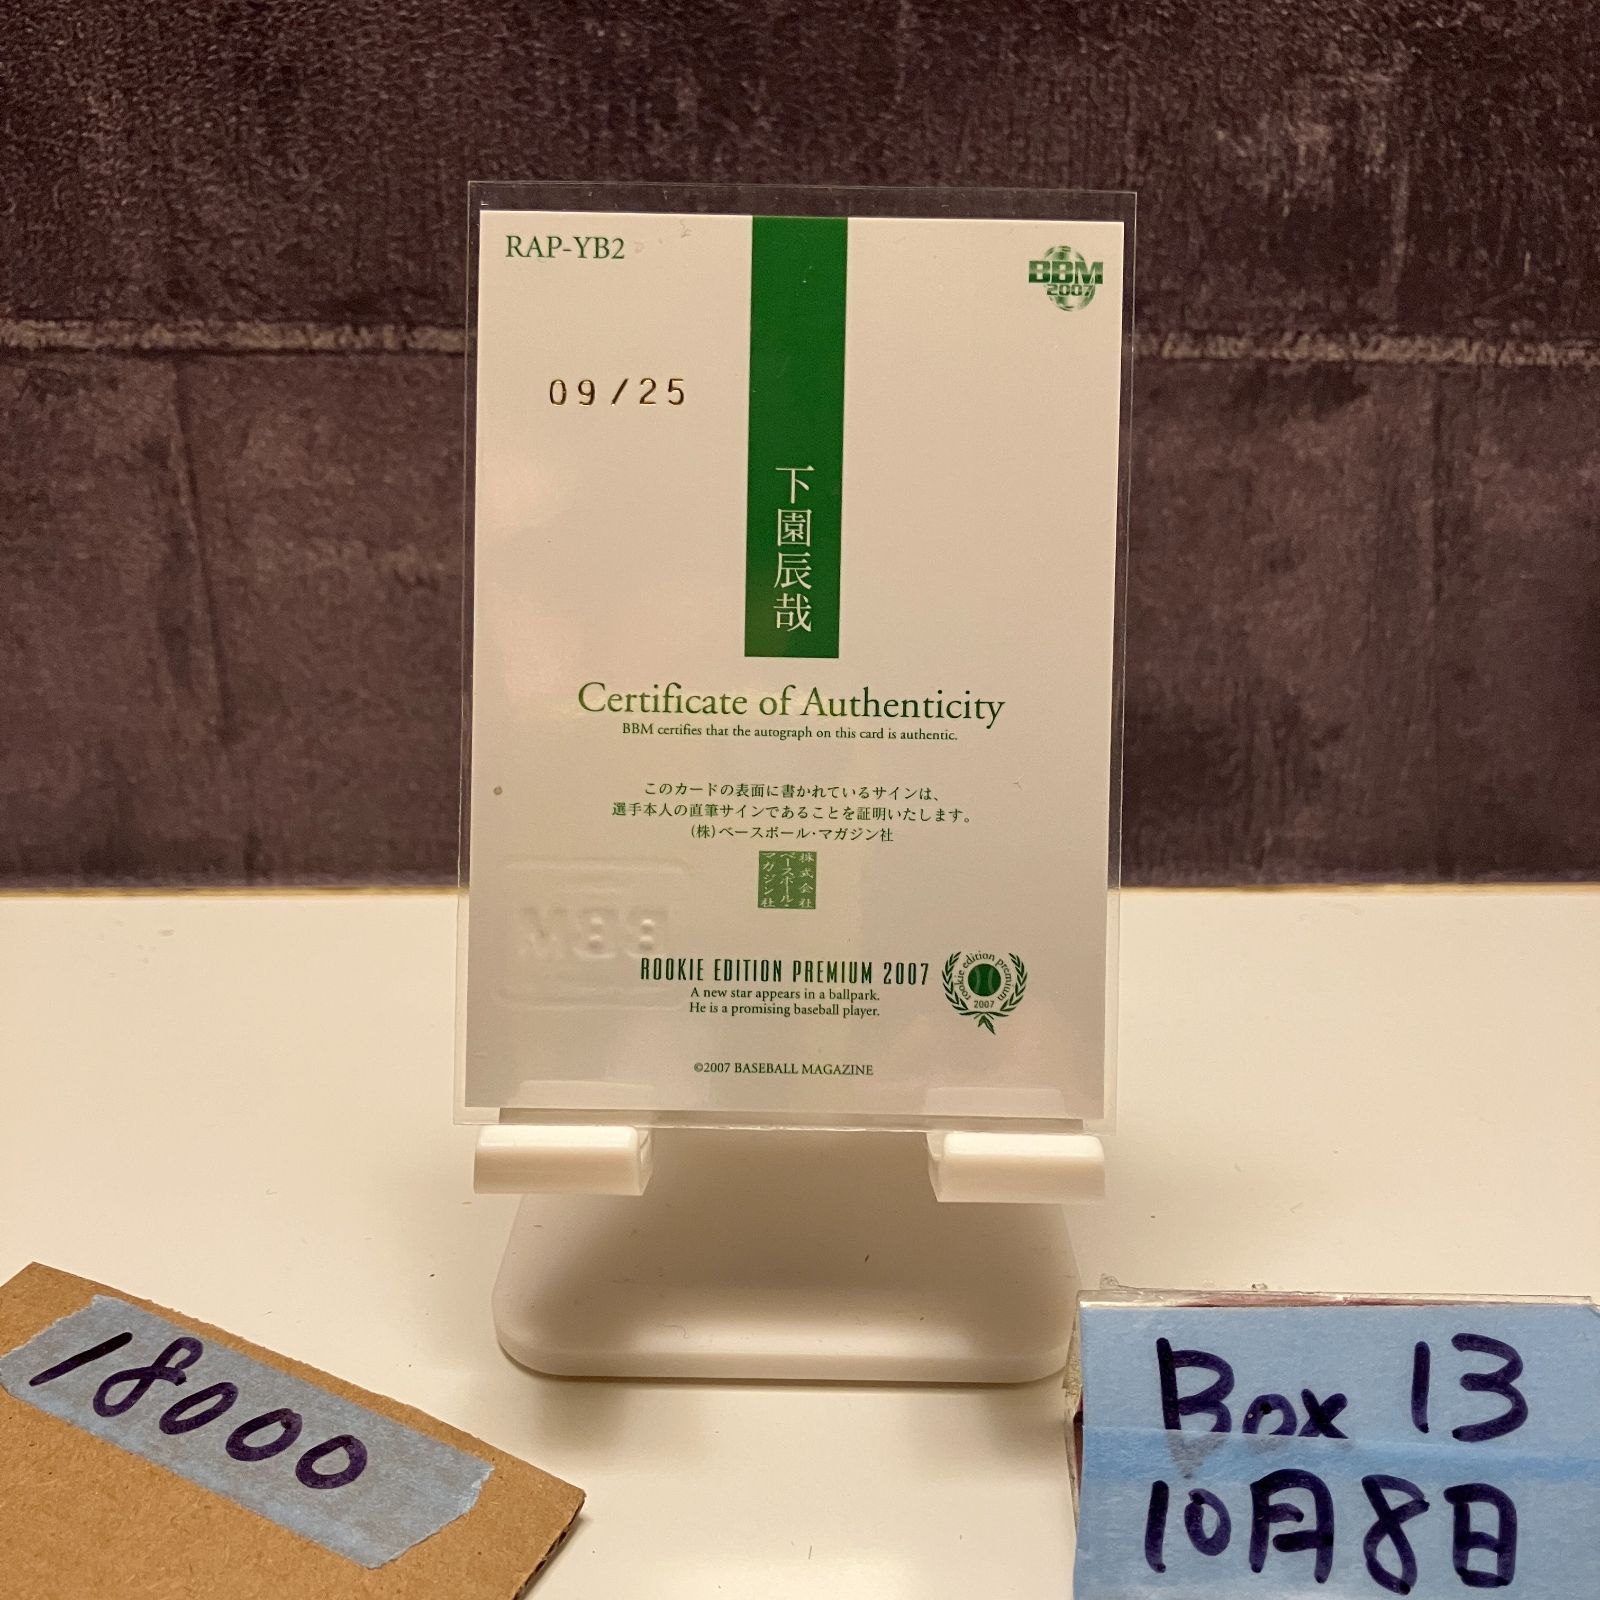 RAP-YB2
BBM
2007
09/25
下園辰哉
Certificate of Authenticity
BBM certifies that the autograph on this card is authentic.
このカードの表面に書かれているサインは、
選手本人の直筆サインであることを証明いたします。
(株)ベースボール・マガジン社
株式会社
ベースボール・
マガジン社
BBM
ROOKIE EDITION PREMIUM 2007
A new star appears in a ballpark.
He is a promising baseball player.
rookie edition premium
2007
©2007 BASEBALL MAGAZINE
18000
Box 13
10月8日